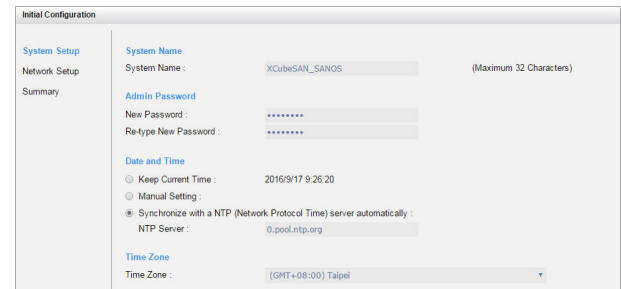 Initial Configuration
System Setup
Network Setup
Summary
System Name
System Name : XCubeSAN_SANOS (Maximum 32 Characters)
Admin Password
New Password : ••••••••
Re-type New Password : ••••••••
Date and Time
Keep Current Time : 2016/9/17 9:26:20
Manual Setting :
Synchronize with a NTP (Network Protocol Time) server automatically :
NTP Server : 0.pool.ntp.org
Time Zone
Time Zone : (GMT+08:00) Taipei